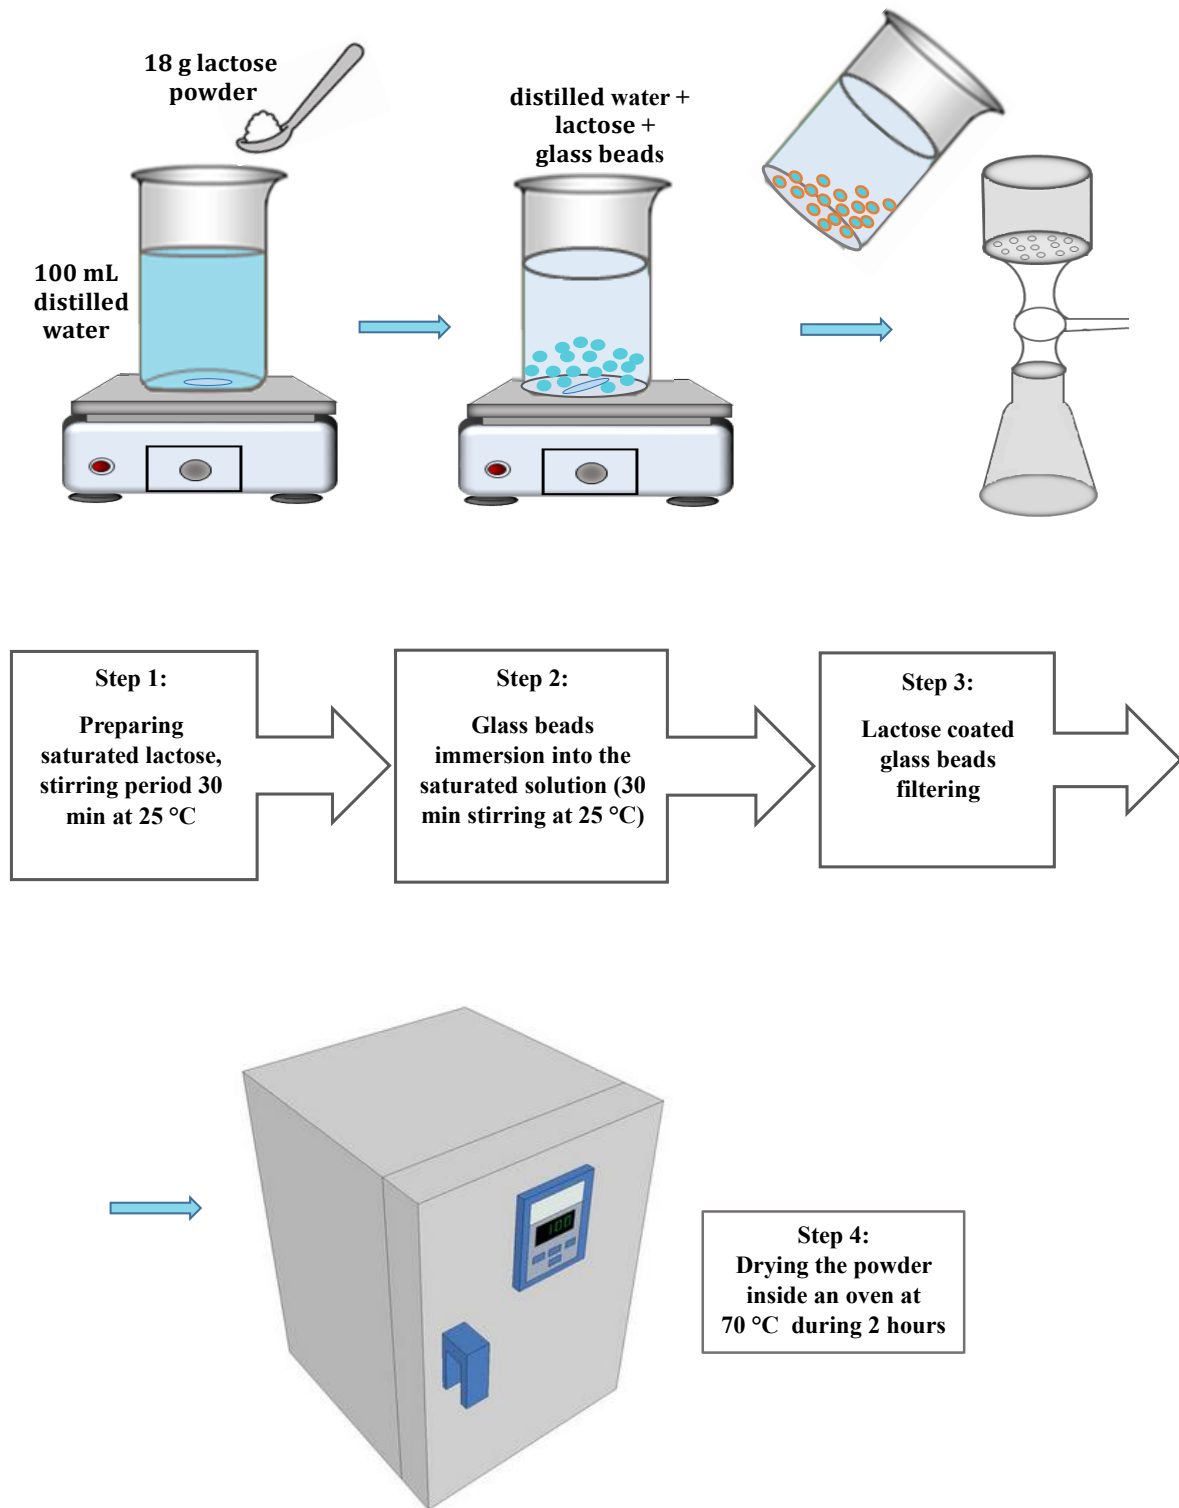 18 g lactose
powder
100 mL
distilled
water
distilled water +
lactose +
glass beads
Step 1:
Preparing
saturated lactose,
stirring period 30
min at 25 °C
Step 2:
Glass beads
immersion into the
saturated solution (30
min stirring at 25 °C)
Step 3:
Lactose coated
glass beads
filtering
100
Step 4:
Drying the powder
inside an oven at
70 °C during 2 hours